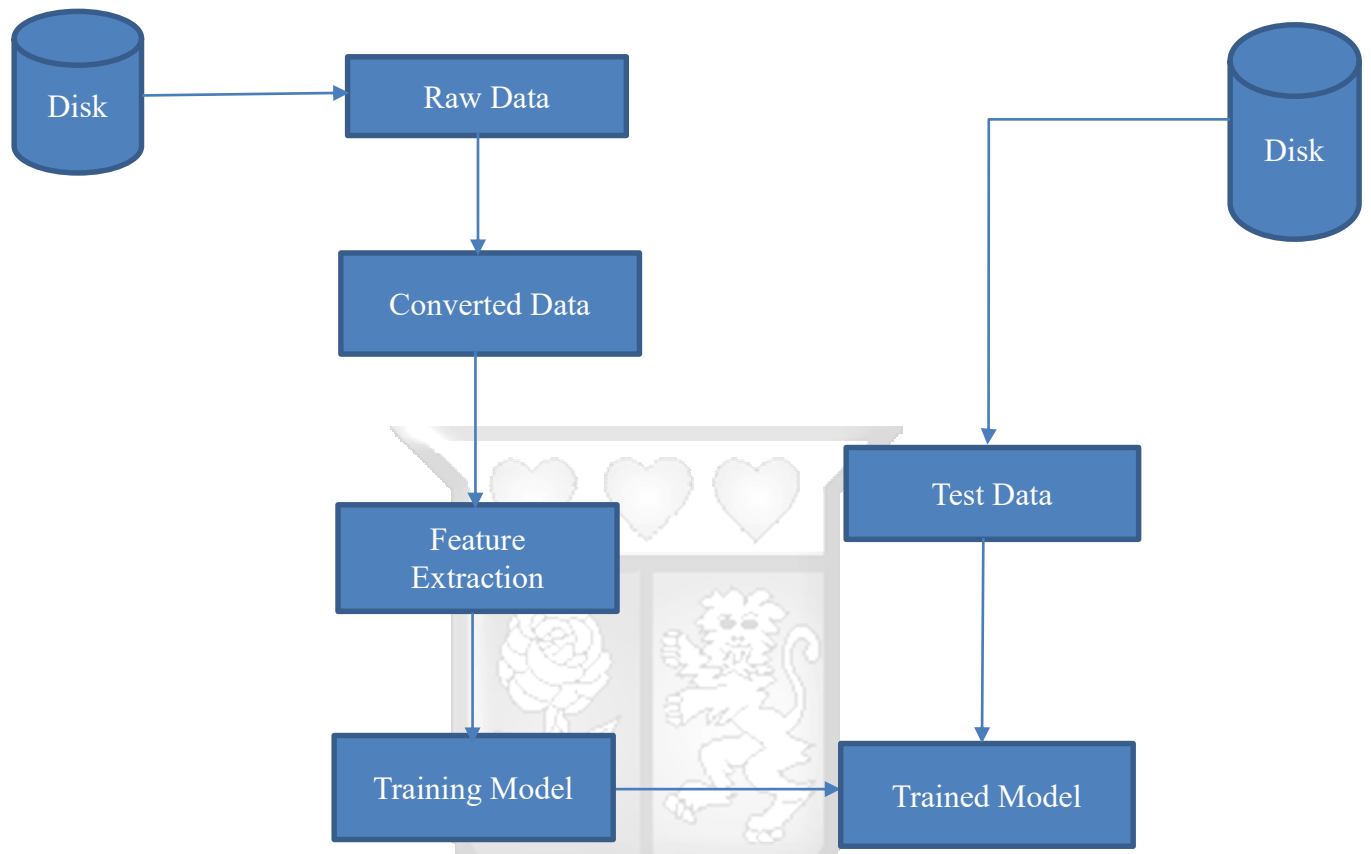 Disk
Raw Data
Disk
Converted Data
Test Data
Feature
Extraction
Training Model
Trained Model